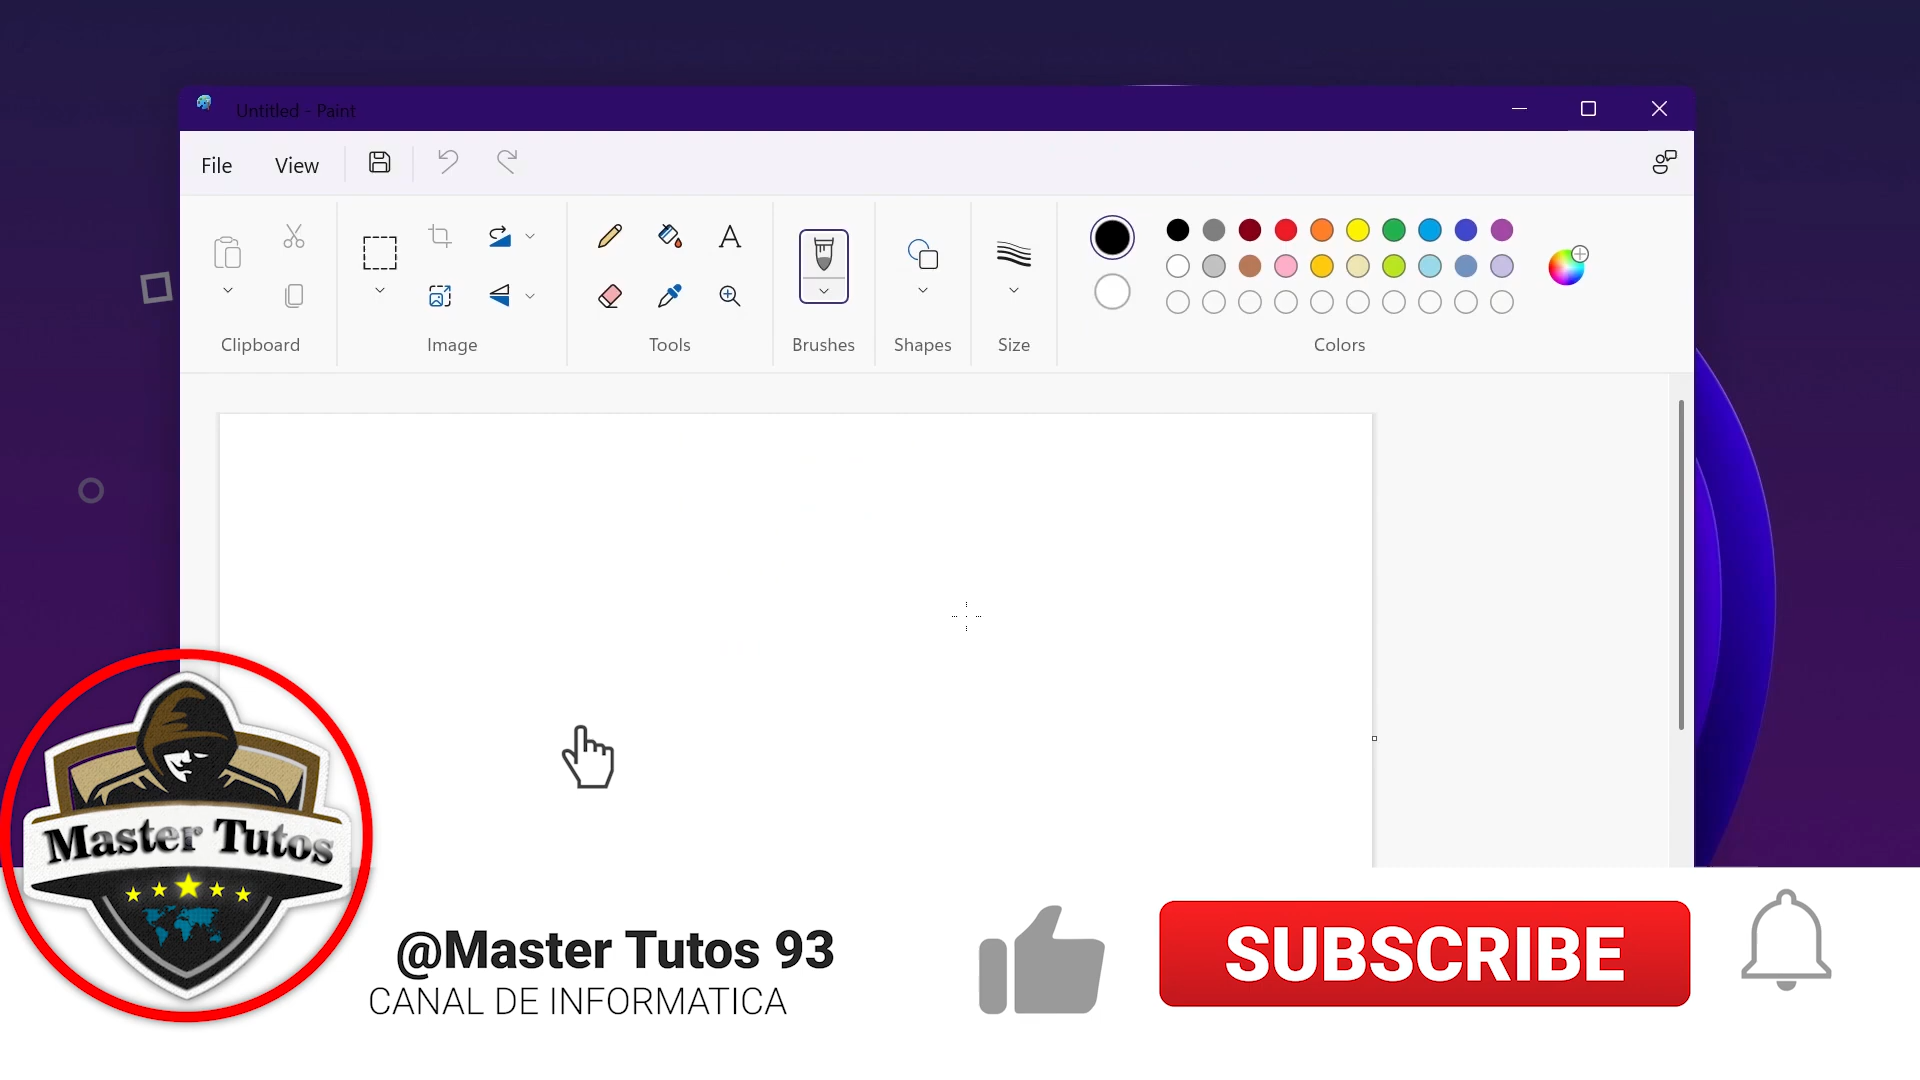 Untitled - Paint
File View
Clipboard Image Tools Brushes Shapes Size Colors
Master Tutos
@Master Tutos 93
CANAL DE INFORMATICA
SUBSCRIBE